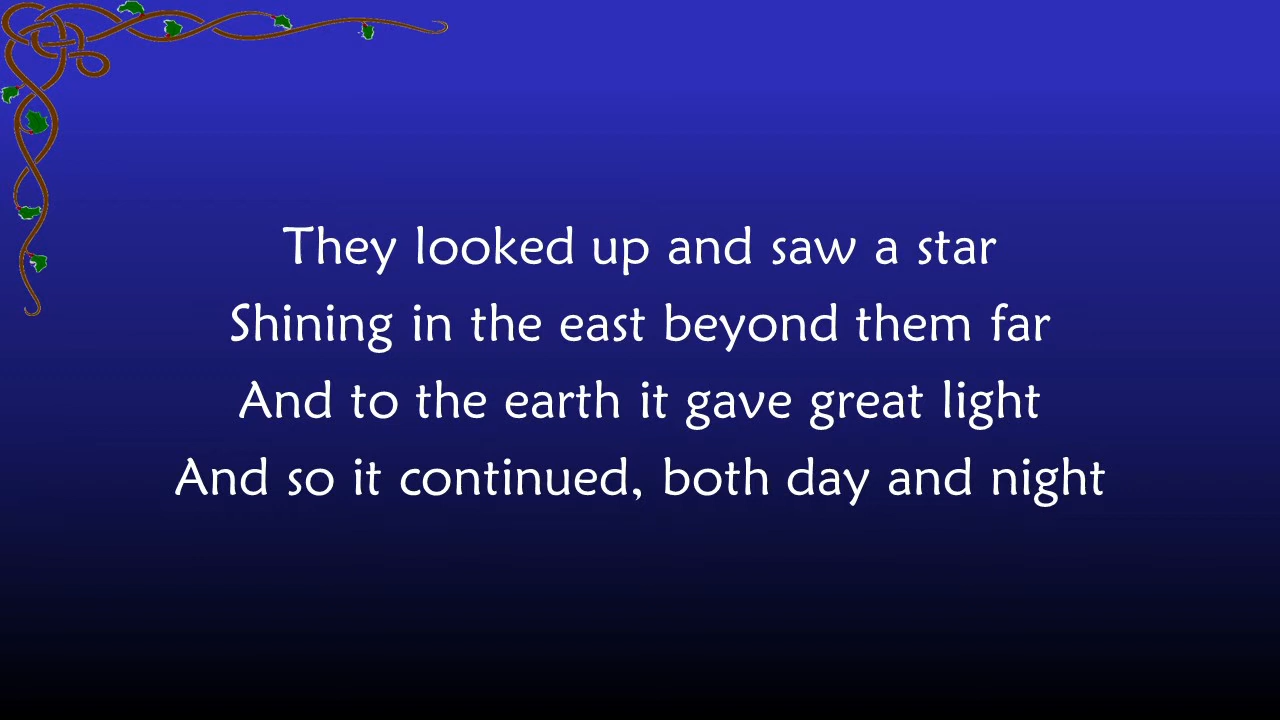 They looked up and saw a star
Shining in the east beyond them far
And to the earth it gave great light
And so it continued, both day and night